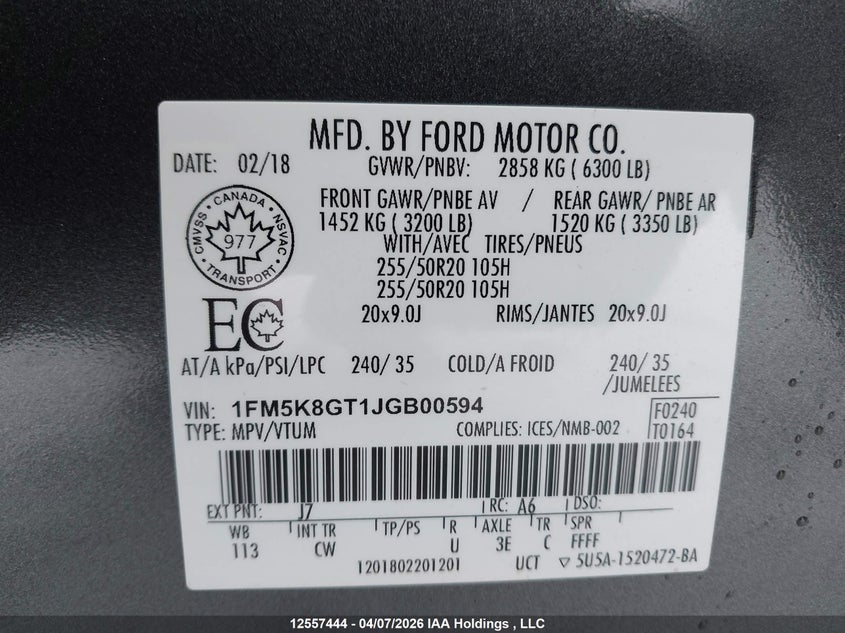 MFD. BY FORD MOTOR CO.
DATE: 02/18 GVWR/PNBV: 2858 KG ( 6300 LB)
FRONT GAWR/PNBE AV / REAR GAWR/ PNBE AR
1452 KG ( 3200 LB) 1520 KG ( 3350 LB)
WITH/AVEC TIRES/PNEUS
CANADA
CMVSS 977 NSVAC
TRANSPORT
255/50R20 105H
255/50R20 105H
EC
20x9.0J RIMS/JANTES 20x9.0J
AT/A kPa/PSI/LPC 240/ 35 COLD/A FROID 240/ 35
/JUMELEES
VIN: 1FM5K8GT1JGB00594 F0240
TYPE: MPV/VTUM COMPLIES: ICES/NMB-002 T0164
EXT PNT: J7 RC: A6 DSO:
WB INT TR TP/PS R AXLE TR SPR
113 CW U 3E C FFFF
1201802201201 UCT ▽ 5U5A-1520472-BA
12557444 - 04/07/2026 IAA Holdings , LLC